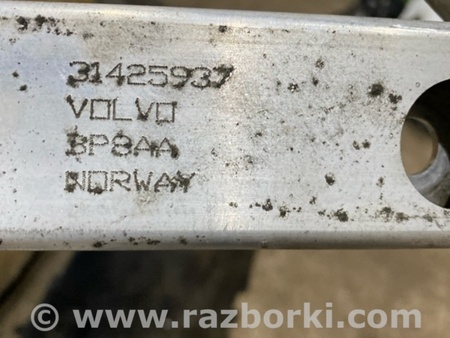 31425937
VOLVO
BP8AA
NORWAY
© www.razborki.com